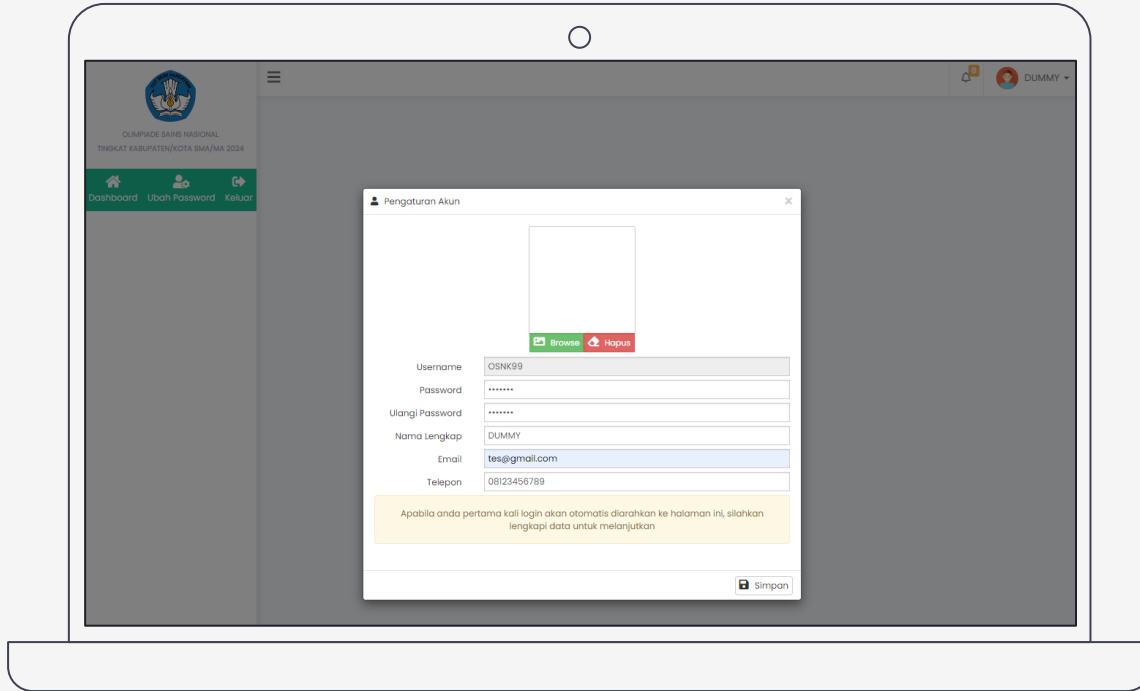 OLIMPIADE SAINS NASIONAL
TINGKAT KABUPATEN/KOTA SMA/MA 2024
Dashboard Ubah Password Keluar
0
DUMMY
Pengaturan Akun
×
Browse Hapus
Username OSNK99
Password •••••••
Ulangi Password •••••••
Nama Lengkap DUMMY
Email tes@gmail.com
Telepon 08123456789
Apabila anda pertama kali login akan otomatis diarahkan ke halaman ini, silahkan
lengkapi data untuk melanjutkan
Simpan